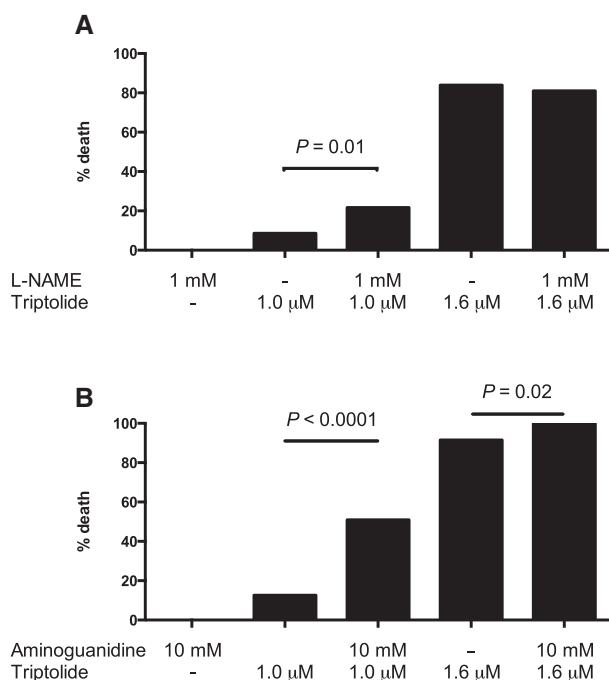 A
100
80
60
40
20
0
% death
P = 0.01
L-NAME 1 mM - 1 mM - 1 mM
Triptolide - 1.0 μM 1.0 μM 1.6 μM 1.6 μM
B
100
80
60
40
20
0
% death
P < 0.0001
P = 0.02
Aminoguanidine 10 mM - 10 mM - 10 mM
Triptolide - 1.0 μM 1.0 μM 1.6 μM 1.6 μM